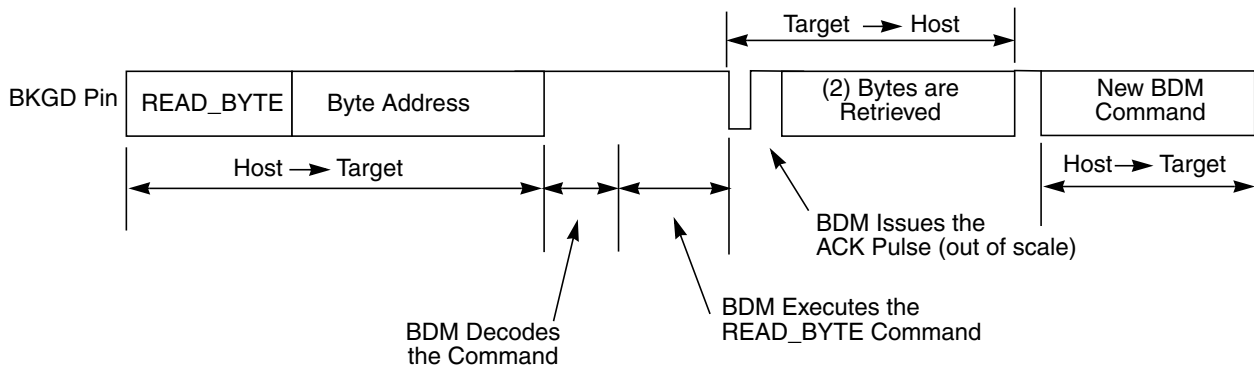 Target → Host
BKGD Pin
READ_BYTE
Byte Address
(2) Bytes are
Retrieved
New BDM
Command
Host → Target
Host → Target
BDM Issues the
ACK Pulse (out of scale)
BDM Decodes
the Command
BDM Executes the
READ_BYTE Command